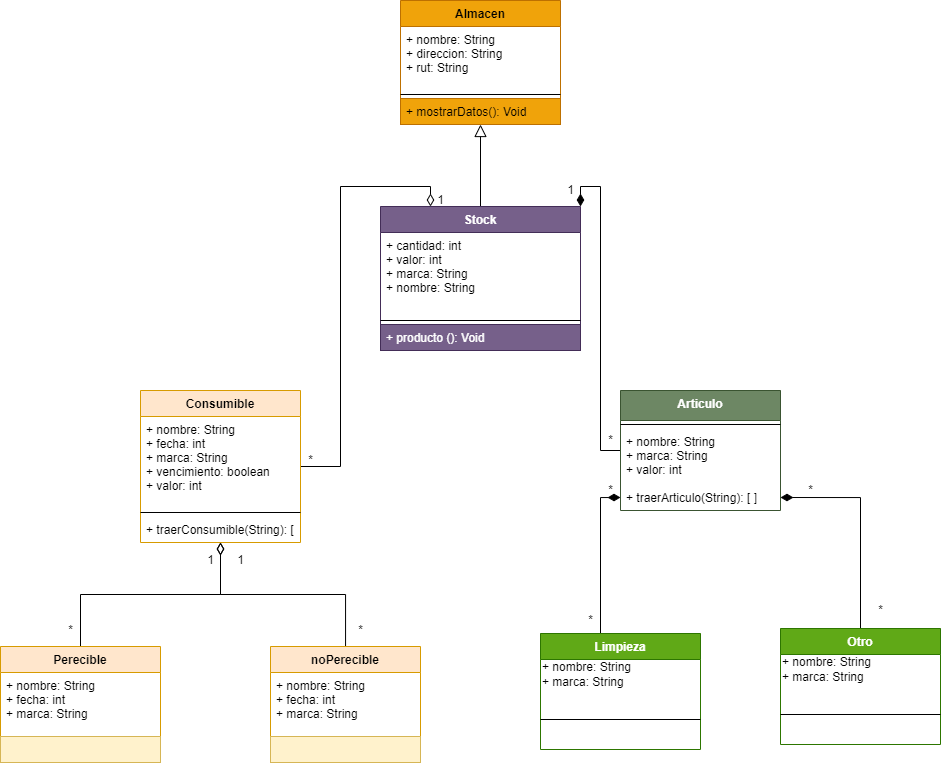 Almacen
+ nombre: String
+ direccion: String
+ rut: String
+ mostrarDatos(): Void
1
1
Stock
+ cantidad: int
+ valor: int
+ marca: String
+ nombre: String
+ producto (): Void
Consumible
+ nombre: String
+ fecha: int
+ marca: String
+ vencimiento: boolean
+ valor: int
+ traerConsumible(String): [
*
Articulo
+ nombre: String
+ marca: String
+ valor: int
+ traerArticulo(String): [ ]
*
*
*
1
1
*
*
*
*
Perecible
+ nombre: String
+ fecha: int
+ marca: String
noPerecible
+ nombre: String
+ fecha: int
+ marca: String
Limpieza
+ nombre: String
+ marca: String
Otro
+ nombre: String
+ marca: String